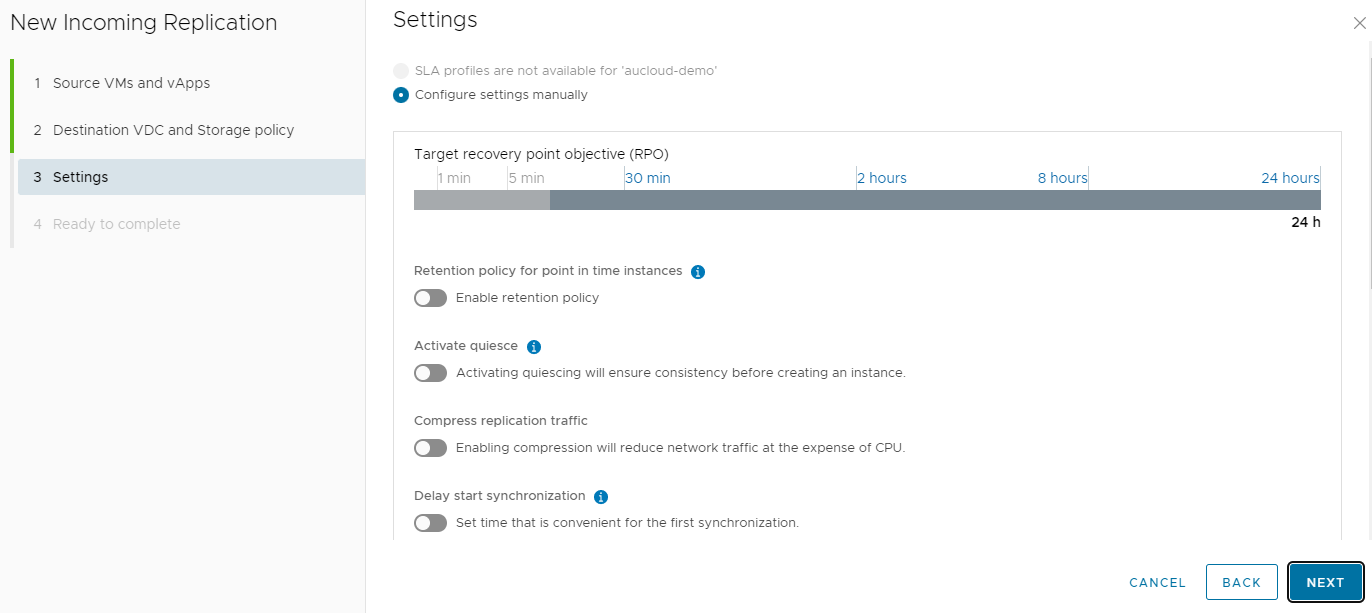 New Incoming Replication
1 Source VMs and vApps
2 Destination VDC and Storage policy
3 Settings
4 Ready to complete
Settings
SLA profiles are not available for 'aucloud-demo'
Configure settings manually
Target recovery point objective (RPO)
1 min 5 min 30 min 2 hours 8 hours 24 hours
24 h
Retention policy for point in time instances
Enable retention policy
Activate quiesce
Activating quiescing will ensure consistency before creating an instance.
Compress replication traffic
Enabling compression will reduce network traffic at the expense of CPU.
Delay start synchronization
Set time that is convenient for the first synchronization.
CANCEL BACK NEXT